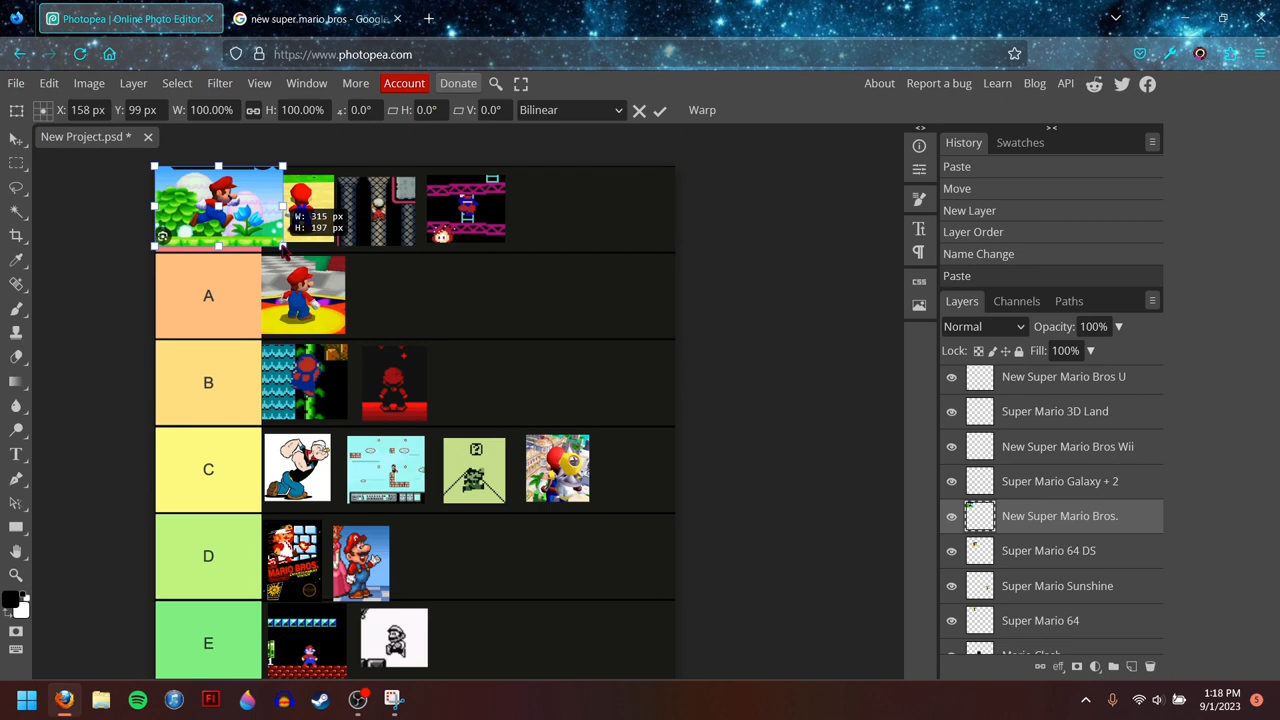 Photopea | Online Photo Editor
new super mario bros - Google
https://www.photopea.com
File Edit Image Layer Select Filter View Window More Account Donate
About Report a bug Learn Blog API
X: 158 px Y: 99 px W: 100.00% H: 100.00% 0.0° H: 0.0° V: 0.0° Bilinear Warp
New Project.psd *
W: 315 px
H: 197 px
A
B
C
D
MARIO BROS.
E
History Swatches
Paste
Move
New Layer
Layer Order
Name Change
Paste
Layers Channels Paths
Normal Opacity: 100%
Lock: Fill: 100%
New Super Mario Bros U
Super Mario 3D Land
New Super Mario Bros Wii
Super Mario Galaxy + 2
New Super Mario Bros.
Super Mario 64 DS
Super Mario Sunshine
Super Mario 64
CSS
eff
1:18 PM
9/1/2023
5